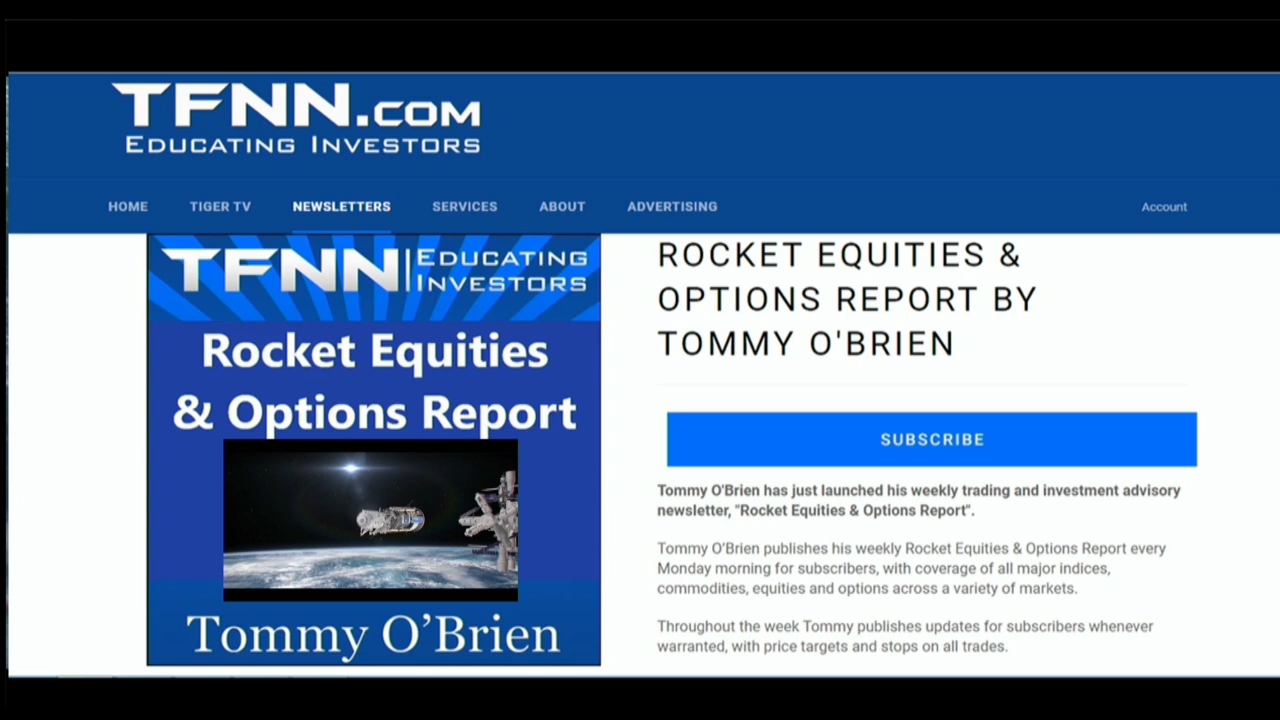 TFNN.COM
EDUCATING INVESTORS
HOME TIGER TV NEWSLETTERS SERVICES ABOUT ADVERTISING Account
TFNN EDUCATING
INVESTORS
Rocket Equities
& Options Report
Tommy O’Brien
ROCKET EQUITIES &
OPTIONS REPORT BY
TOMMY O'BRIEN
SUBSCRIBE
Tommy O'Brien has just launched his weekly trading and investment advisory
newsletter, "Rocket Equities & Options Report".
Tommy O’Brien publishes his weekly Rocket Equities & Options Report every
Monday morning for subscribers, with coverage of all major indices,
commodities, equities and options across a variety of markets.
Throughout the week Tommy publishes updates for subscribers whenever
warranted, with price targets and stops on all trades.